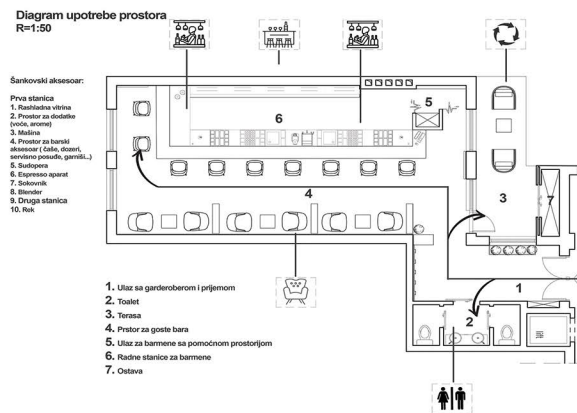 Diagram upotrebe prostora
R=1:50
Šankovski aksesoar:
Prva stanica
1. Rashladna vitrina
2. Prostor za dodatke
(voće, arome)
3. Mašina
4. Prostor za barski
aksesoar ( čaše, dozeri,
servisno posuđe, garniši...)
5. Sudopera
6. Espresso aparat
7. Sokovnik
8. Blender
9. Druga stanica
10. Rek
5
6
4
3
7
1
2
1. Ulaz sa garderoberom i prijemom
2. Toalet
3. Terasa
4. Prstor za goste bara
5. Ulaz za barmene sa pomoćnom prostorijom
6. Radne stanice za barmene
7. Ostava